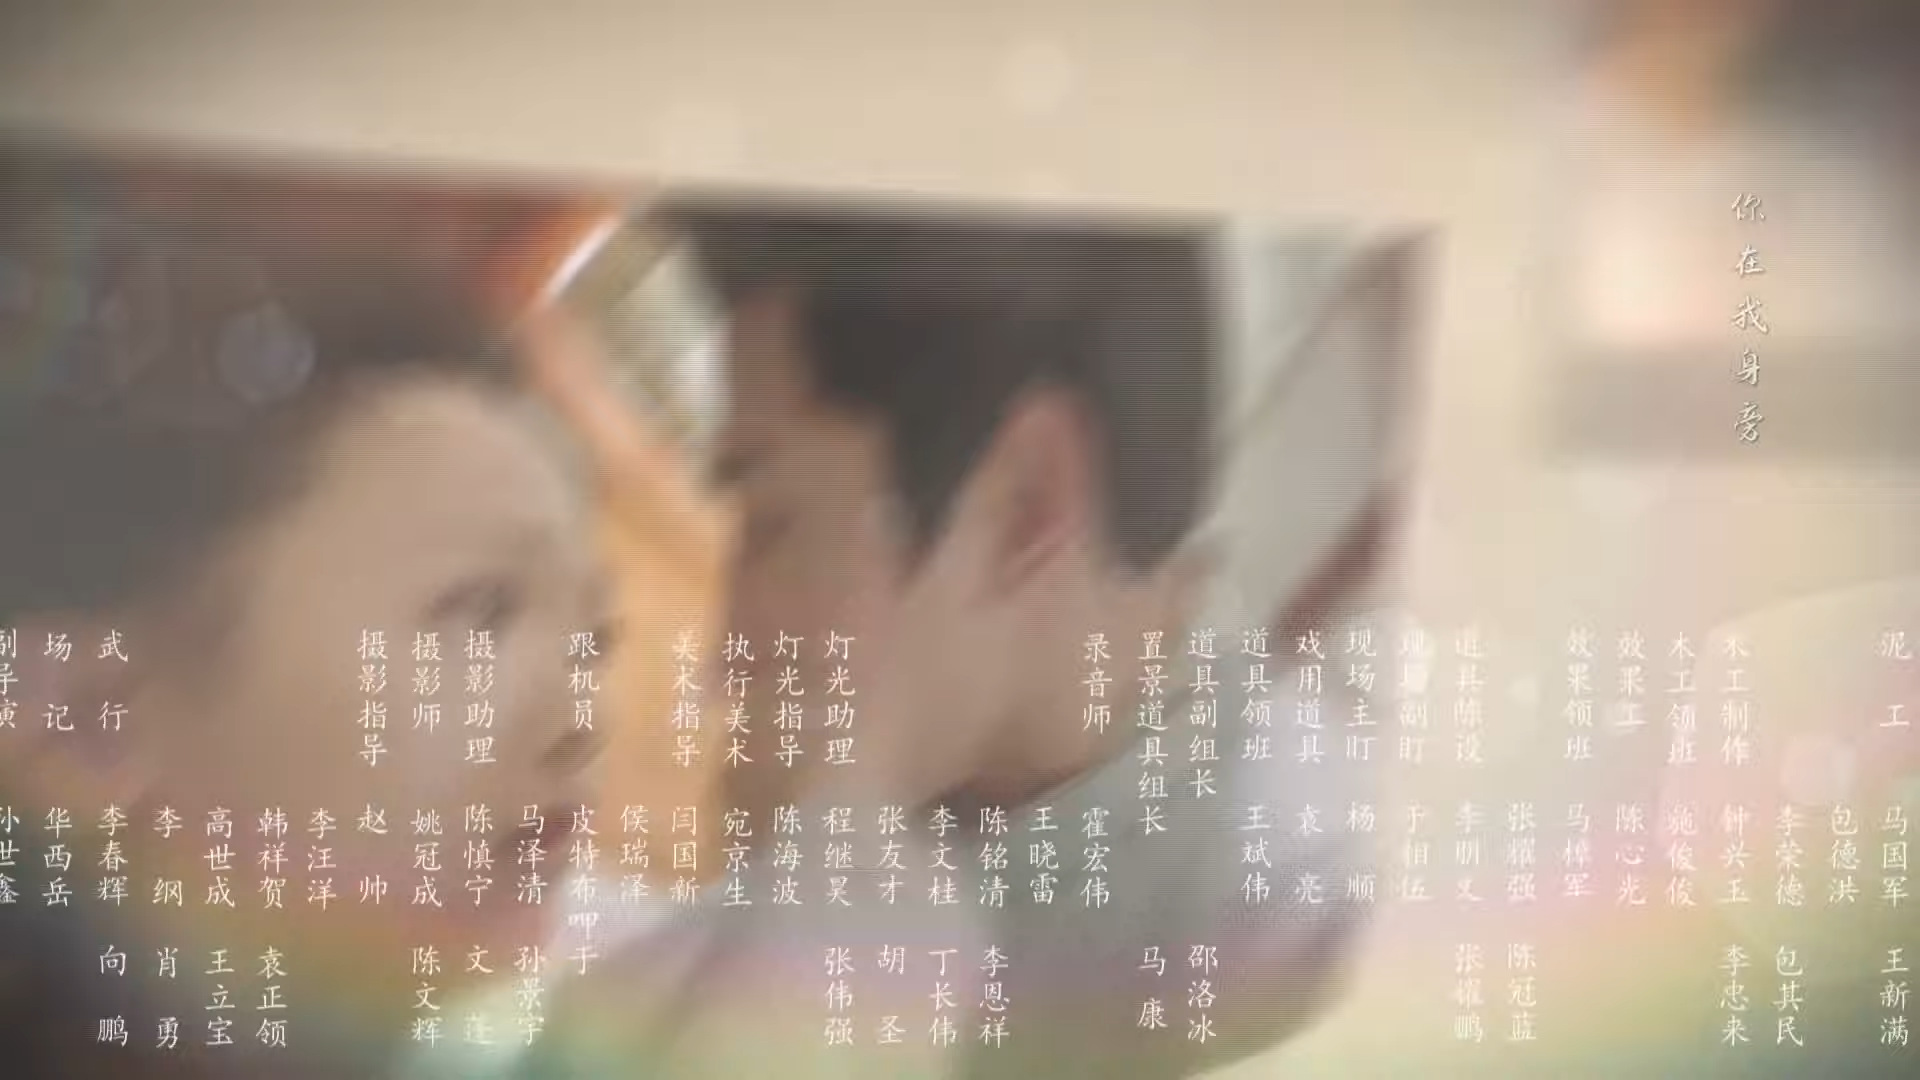 你在我身旁
副导演 孙世鑫
场记 华西岳
武行 李春辉 向鹏
李纲 肖勇
高世成 王立宝
韩祥贺 袁正领
李汪洋
摄影指导 赵帅
摄影师 姚冠成 陈文辉
摄影助理 陈慎宁 文莲
马泽清 孙景宇
跟机员 皮特布呷于
侯瑞泽
美术指导 闫国新
执行美术 宛京生
灯光指导 陈海波
灯光助理 程继昊 张伟强
张友才 胡圣
李文桂 丁长伟
陈铭清 李恩祥
王晓雷
录音师 霍宏伟
置景道具组长 马康
道具副组长 邵洛冰
道具领班 王斌伟
戏用道具 袁亮
现场主盯 杨顺
现场副盯 于相伍
道具陈设 李朋文
张耀强 陈冠蓝
效果领班 马樟军
效果工 陈心光
木工领班 施俊俊
木工制作 钟兴玉 李忠来
李荣德 包其民
包德洪
泥工 马国军 王新满